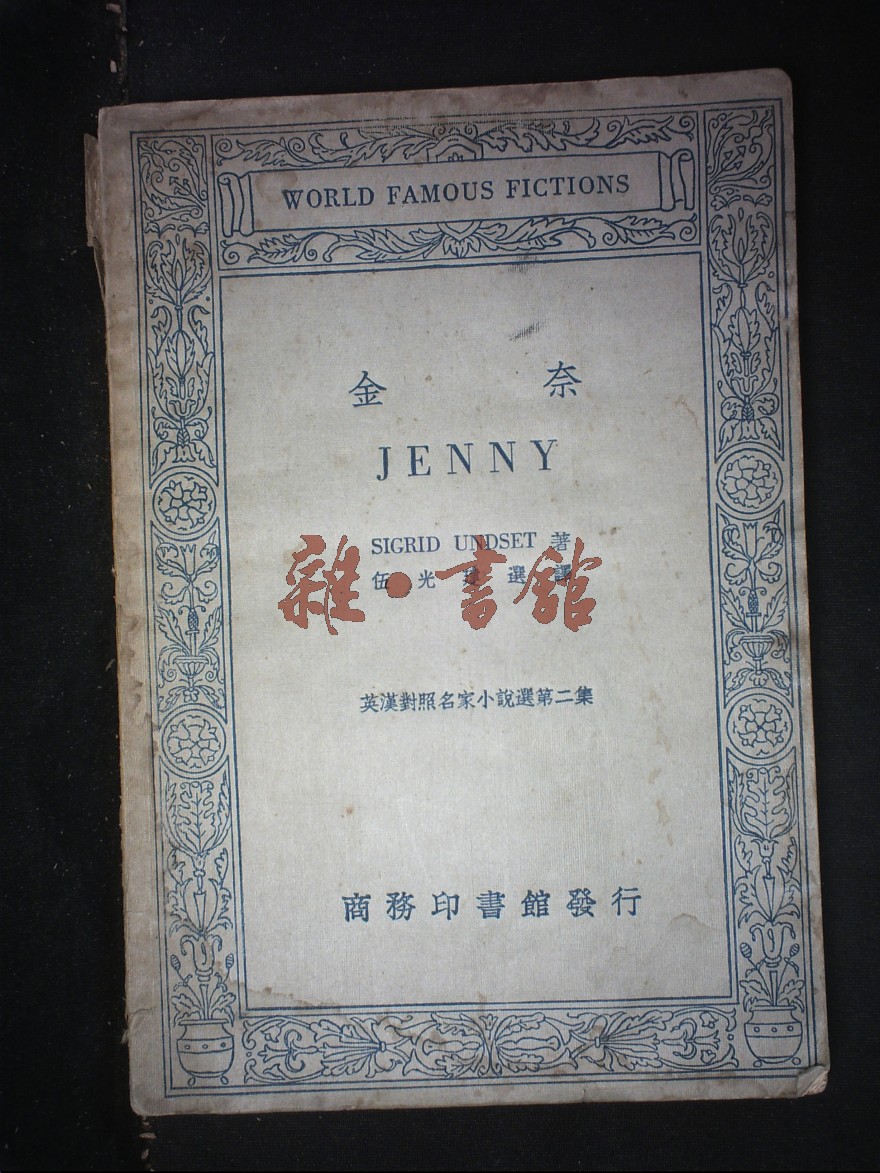 WORLD FAMOUS FICTIONS
金奈
JENNY
SIGRID UNDSET 著
雜·書館
伍光 選譯
英漢對照名家小說選第二集
商務印書館發行